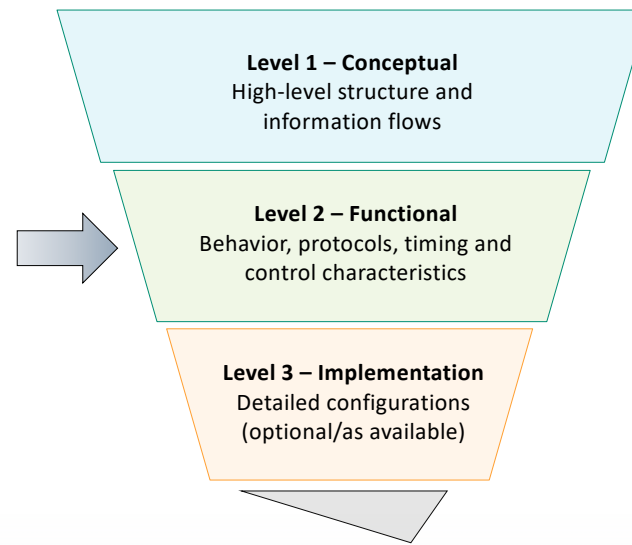 Level 1 – Conceptual
High-level structure and
information flows
Level 2 – Functional
Behavior, protocols, timing and
control characteristics
Level 3 – Implementation
Detailed configurations
(optional/as available)